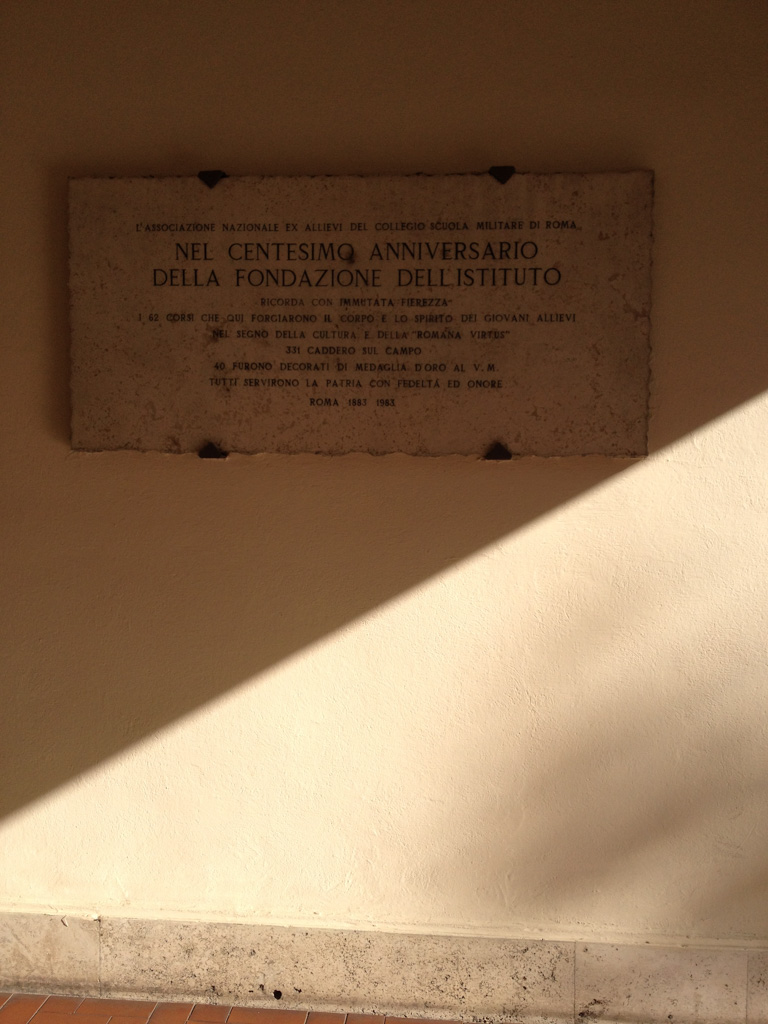 L'ASSOCIAZIONE NAZIONALE EX ALLIEVI DEL COLLEGIO SCUOLA MILITARE DI ROMA
NEL CENTESIMO ANNIVERSARIO
DELLA FONDAZIONE DELL'ISTITUTO
RICORDA CON IMMUTATA FIEREZZA
I 62 CORSI CHE QUI FORGIARONO IL CORPO E LO SPIRITO DEI GIOVANI ALLIEVI
NEL SEGNO DELLA CULTURA E DELLA "ROMANA VIRTUS"
331 CADDERO SUL CAMPO
40 FURONO DECORATI DI MEDAGLIA D'ORO AL V.M.
TUTTI SERVIRONO LA PATRIA CON FEDELTÀ ED ONORE
ROMA 1883 1983